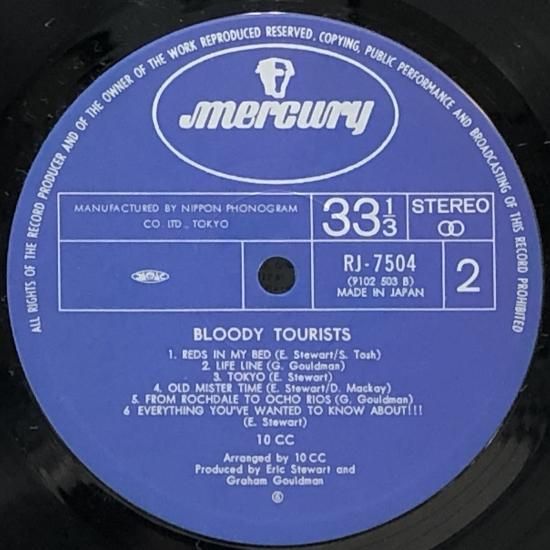 ALL RIGHTS OF THE RECORD PRODUCER AND OF THE OWNER OF THE WORK REPRODUCED RESERVED. COPYING, PUBLIC PERFORMANCE AND BROADCASTING OF THIS RECORD PROHIBITED
mercury
MANUFACTURED BY NIPPON PHONOGRAM
CO. LTD., TOKYO
33 1/3
STEREO
RJ-7504
(9102 503 B)
MADE IN JAPAN
2
BLOODY TOURISTS
1. REDS IN MY BED (E. Stewart/S. Tosh)
2. LIFE LINE (G. Gouldman)
3. TOKYO (E. Stewart)
4. OLD MISTER TIME (E. Stewart/D. Mackay)
5. FROM ROCHDALE TO OCHO RIOS (G. Gouldman)
6 EVERYTHING YOU'VE WANTED TO KNOW ABOUT!!!
(E. Stewart)
10 CC
Arranged by 10 CC
Produced by Eric Stewart and
Graham Gouldman